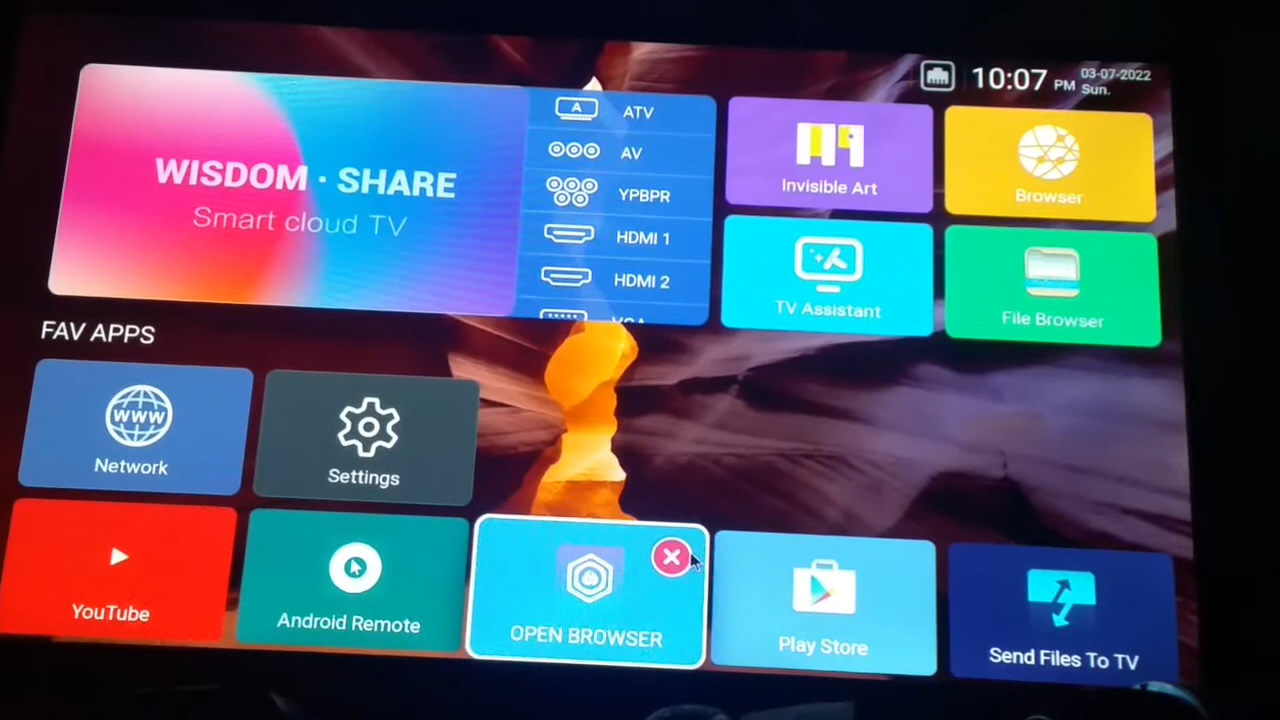 10:07 PM 03-07-2022
Sun.
WISDOM · SHARE
Smart cloud TV
A
ATV
AV
YPBPR
HDMI 1
HDMI 2
Invisible Art
Browser
TV Assistant
File Browser
FAV APPS
WWW
Network
Settings
YouTube
Android Remote
OPEN BROWSER
Play Store
Send Files To TV